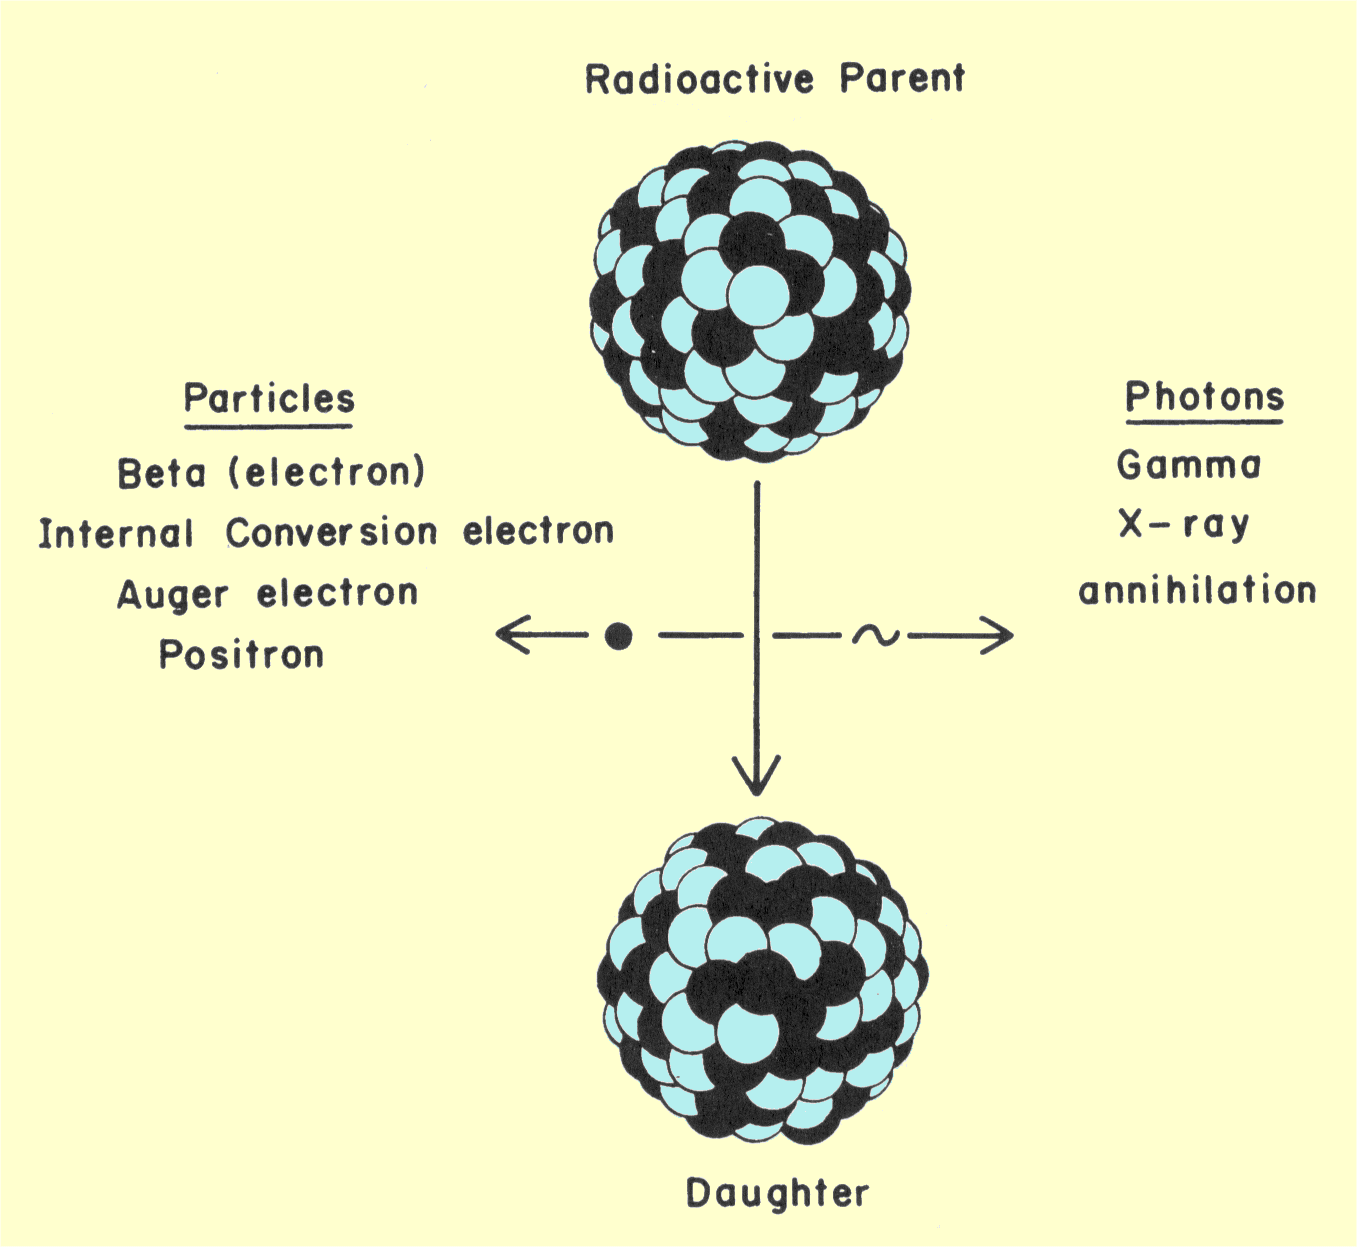 Radioactive Parent
Particles
Beta (electron)
Internal Conversion electron
Auger electron
Positron
Photons
Gamma
X-ray
annihilation
Daughter